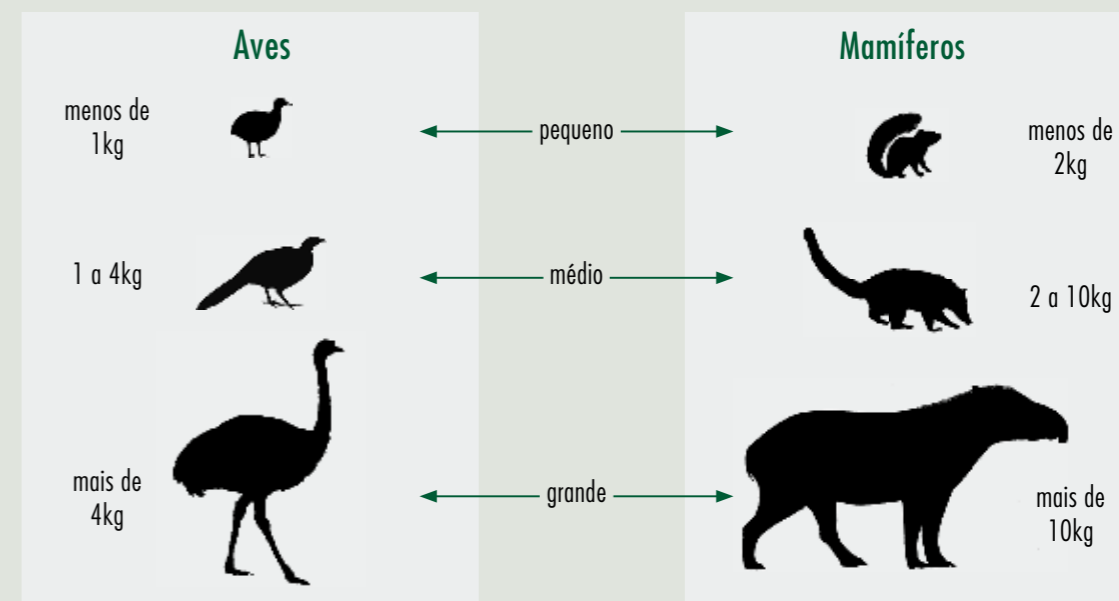 Aves
Mamíferos
menos de
1kg
pequeno
menos de
2kg
1 a 4kg
médio
2 a 10kg
mais de
4kg
grande
mais de
10kg